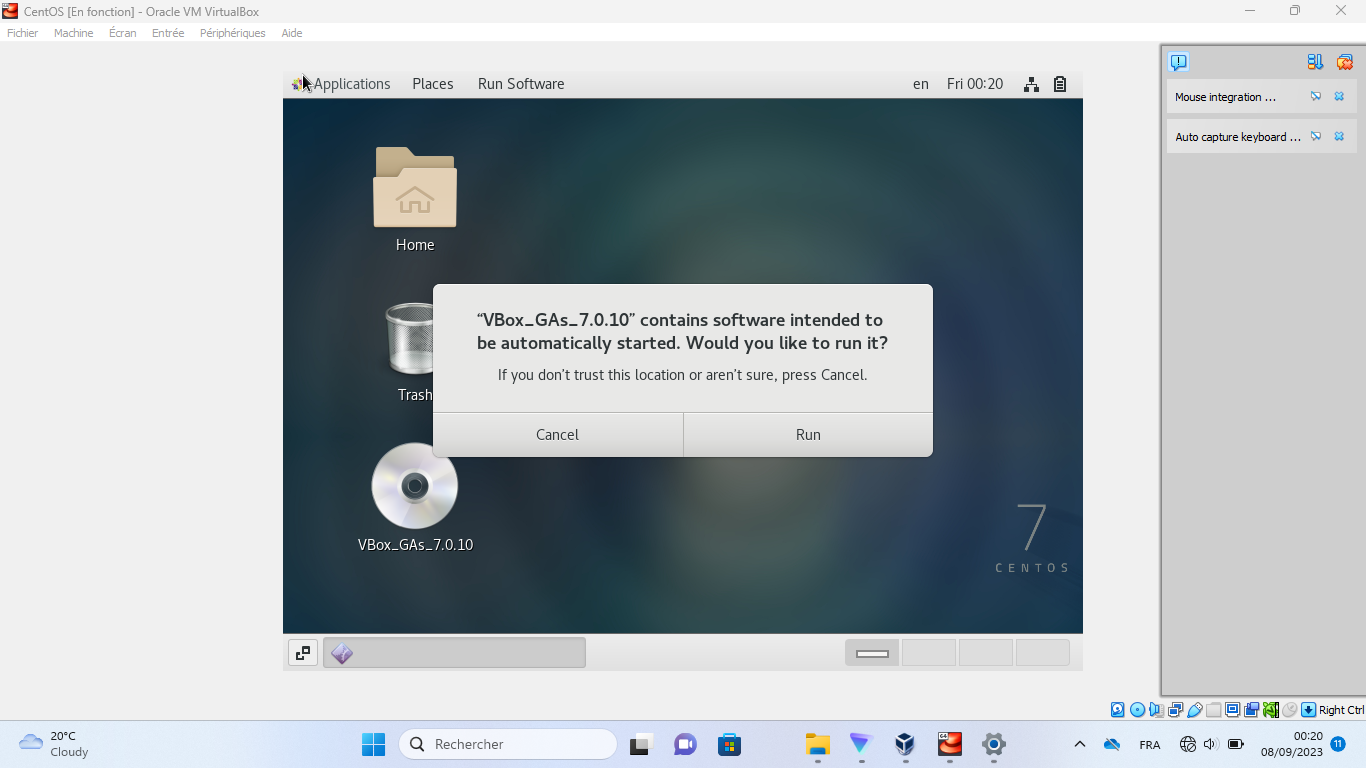 CentOS [En fonction] - Oracle VM VirtualBox
Fichier Machine Écran Entrée Périphériques Aide
Applications Places Run Software en Fri 00:20
Mouse integration ...
Auto capture keyboard ...
Home
“VBox_GAs_7.0.10” contains software intended to
be automatically started. Would you like to run it?
If you don't trust this location or aren't sure, press Cancel.
Cancel Run
Trash
VBox_GAs_7.0.10
7
CENTOS
Right Ctrl
20°C
Cloudy
Rechercher
64
FRA
00:20
08/09/2023
11